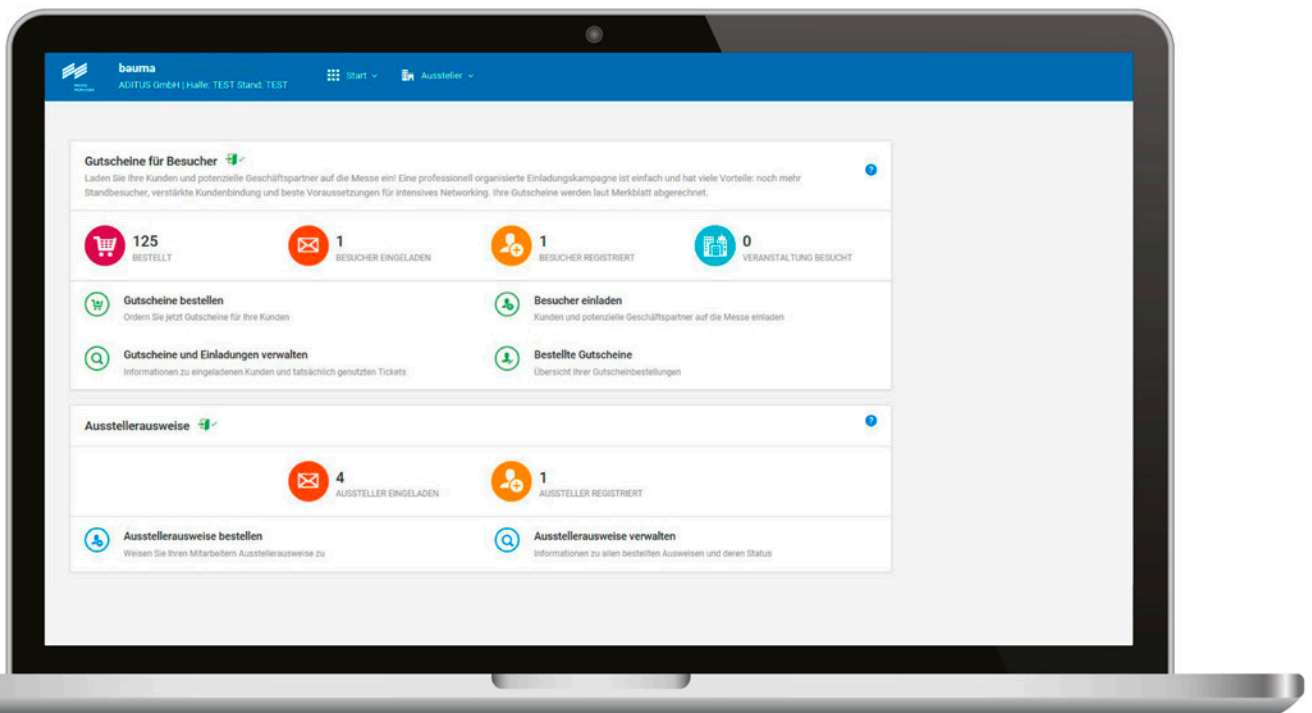 bauma
ADITUS GmbH | Halle: TEST Stand: TEST
Start
Aussteller
Gutscheine für Besucher
Laden Sie Ihre Kunden und potenzielle Geschäftspartner auf die Messe ein! Eine professionell organisierte Einladungskampagne ist einfach und hat viele Vorteile: noch mehr
Standbesucher, verstärkte Kundenbindung und beste Voraussetzungen für intensives Networking. Ihre Gutscheine werden laut Merkblatt abgerechnet.
?
125
BESTELLT
1
BESUCHER EINGELADEN
1
BESUCHER REGISTRIERT
0
VERANSTALTUNG BESUCHT
Gutscheine bestellen
Ordern Sie jetzt Gutscheine für Ihre Kunden
Besucher einladen
Kunden und potenzielle Geschäftspartner auf die Messe einladen
Gutscheine und Einladungen verwalten
Informationen zu eingeladenen Kunden und tatsächlich genutzten Tickets
Bestellte Gutscheine
Übersicht Ihrer Gutscheinbestellungen
Ausstellerausweise
?
4
AUSSTELLER EINGELADEN
1
AUSSTELLER REGISTRIERT
Ausstellerausweise bestellen
Weisen Sie Ihren Mitarbeitern Ausstellerausweise zu
Ausstellerausweise verwalten
Informationen zu allen bestellten Ausweisen und deren Status